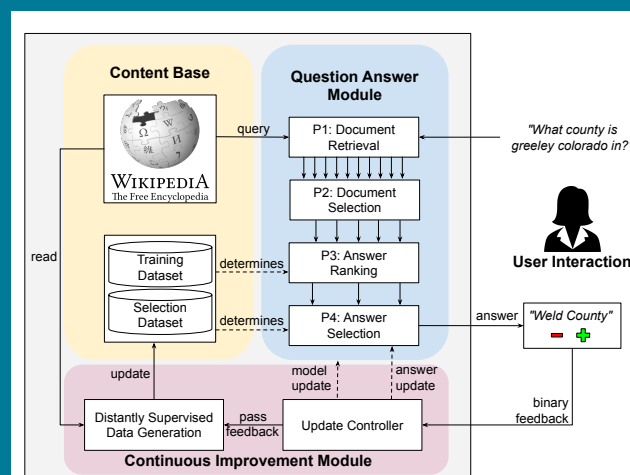 Content Base
Question Answer
Module
WIKIPEDIA
The Free Encyclopedia
query
P1: Document
Retrieval
"What county is
greeley colorado in?
P2: Document
Selection
User Interaction
read
Training
Dataset
determines
P3: Answer
Ranking
Selection
Dataset
determines
P4: Answer
Selection
answer
"Weld County"
update
model
update
answer
update
binary
feedback
Distantly Supervised
Data Generation
pass
feedback
Update Controller
Continuous Improvement Module